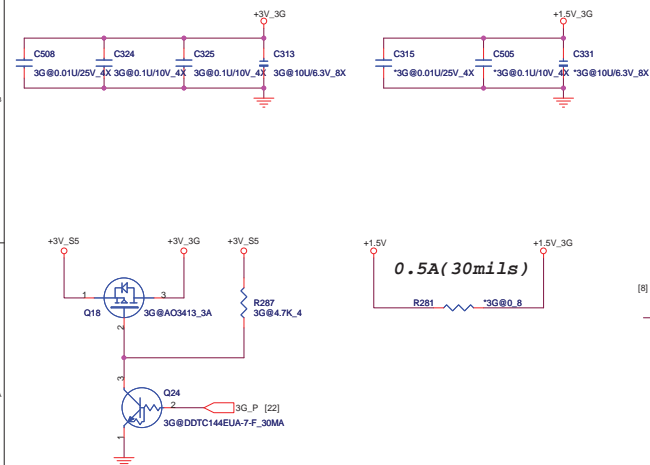 +3V_3G
+1.5V_3G
C508
C324
C325
C313
3G@0.01U/25V_4X
3G@0.1U/10V_4X
3G@0.1U/10V_4X
3G@10U/6.3V_8X
C315
C505
C331
*3G@0.01U/25V_4X
*3G@0.1U/10V_4X
*3G@10U/6.3V_8X
+3V_S5
+3V_3G
+3V_S5
+1.5V
+1.5V_3G
0.5A(30mils)
1
3
Q18
3G@AO3413_3A
2
R287
3G@4.7K_4
R281
*3G@0_8
[8]
3
Q24
2
3G_P [22]
3G@DDTC144EUA-7-F_30MA
1